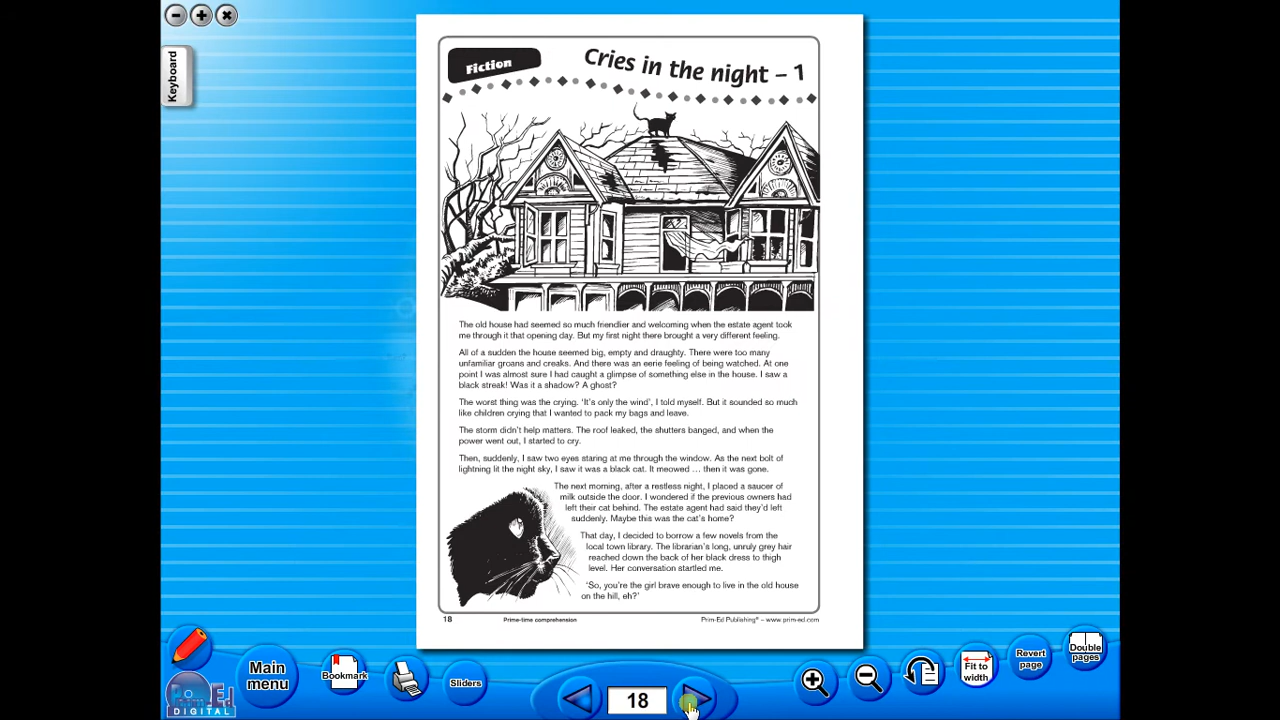 Keyboard
Fiction
Cries in the night – 1
The old house had seemed so much friendlier and welcoming when the estate agent took
me through it that opening day. But my first night there brought a very different feeling.
All of a sudden the house seemed big, empty and draughty. There were too many
unfamiliar groans and creaks. And there was an eerie feeling of being watched. At one
point I was almost sure I had caught a glimpse of something else in the house. I saw a
black streak! Was it a shadow? A ghost?
The worst thing was the crying. ‘It's only the wind’, I told myself. But it sounded so much
like children crying that I wanted to pack my bags and leave.
The storm didn't help matters. The roof leaked, the shutters banged, and when the
power went out, I started to cry.
Then, suddenly, I saw two eyes staring at me through the window. As the next bolt of
lightning lit the night sky, I saw it was a black cat. It meowed … then it was gone.
The next morning, after a restless night, I placed a saucer of
milk outside the door. I wondered if the previous owners had
left their cat behind. The estate agent had said they'd left
suddenly. Maybe this was the cat's home?
That day, I decided to borrow a few novels from the
local town library. The librarian's long, unruly grey hair
reached down the back of her black dress to thigh
level. Her conversation startled me.
‘So, you're the girl brave enough to live in the old house
on the hill, eh?’
18 Prime-time comprehension Prim-Ed Publishing® – www.prim-ed.com
Main
menu
Bookmark
Sliders
18
Fit to
width
Revert
page
Double
pages
DIGITAL